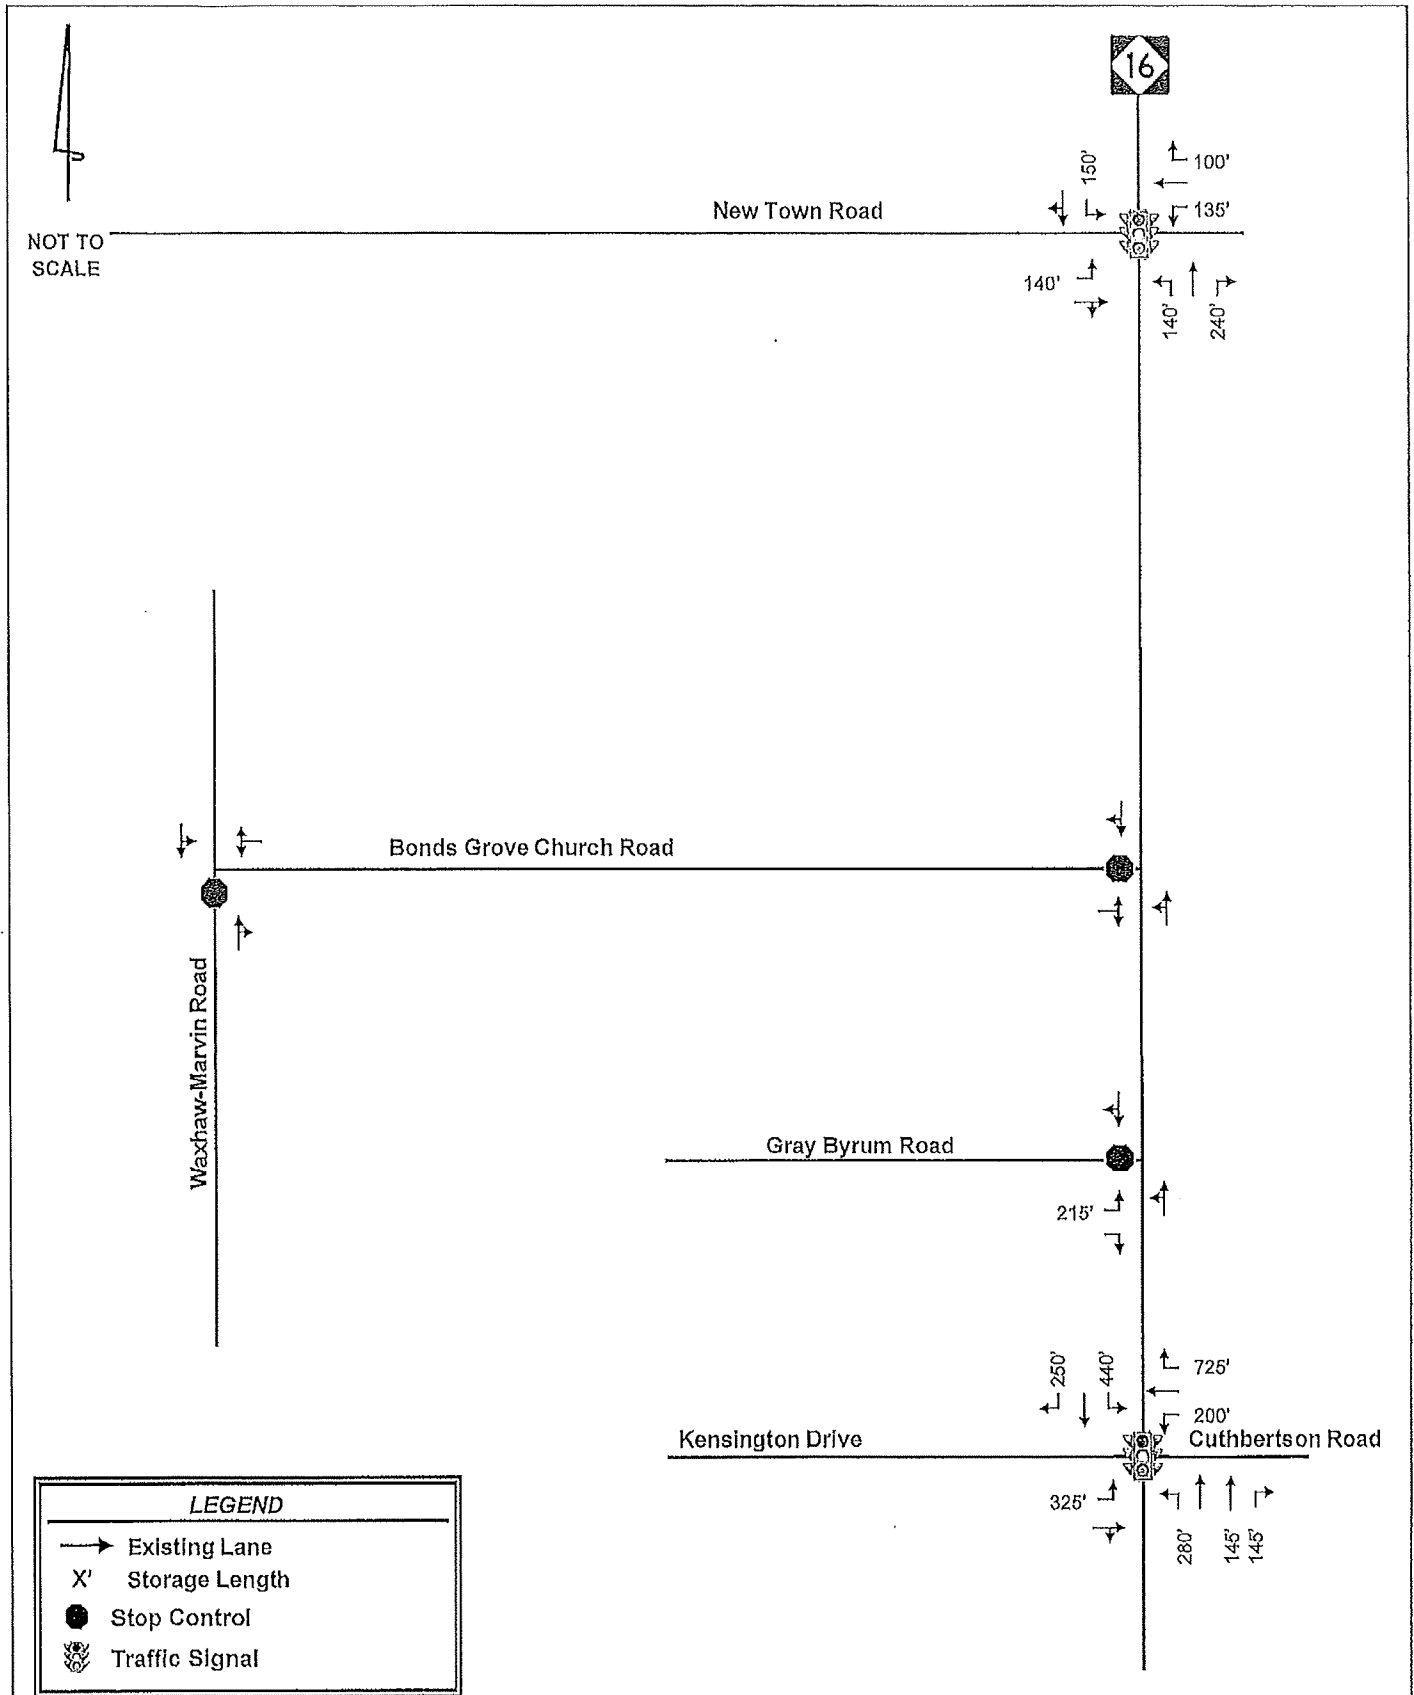 16
150'
100'
New Town Road
135'
NOT TO
SCALE
140'
140'
240'
Bonds Grove Church Road
Waxhaw-Marvin Road
Gray Byrum Road
215'
250'
440'
725'
200'
Kensington Drive
Cuthbertson Road
325'
280'
145'
145'
LEGEND
Existing Lane
X' Storage Length
Stop Control
Traffic Signal